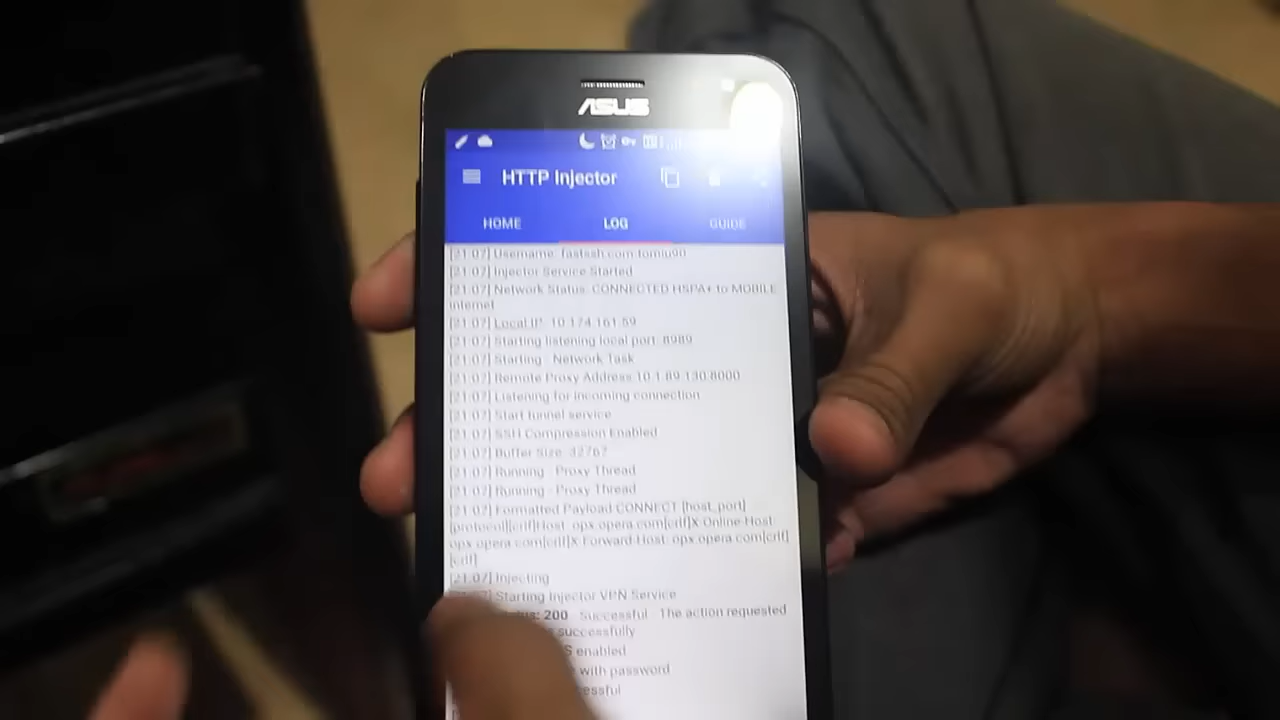 ASUS
HTTP Injector
HOME LOG GUIDE
[21:07] Username: fastssh.com-tomiu90
[21:07] Injector Service Started
[21:07] Network Status: CONNECTED HSPA+ to MOBILE
internet
[21:07] Local IP: 10.174.161.59
[21:07] Starting listening local port: 8989
[21:07] Starting - Network Task
[21:07] Remote Proxy Address:10.1.89.130:8000
[21:07] Listening for incoming connection
[21:07] Start tunnel service
[21:07] SSH Compression Enabled
[21:07] Buffer Size: 32767
[21:07] Running - Proxy Thread
[21:07] Running - Proxy Thread
[21:07] Formatted Payload CONNECT [host_port]
[protocol][crlf]Host: opx.opera.com[crlf]X-Online-Host:
opx.opera.com[crlf]X-Forward-Host: opx.opera.com[crlf]
[crlf]
[21:07] Injecting
Starting Injector VPN Service
200 - Successful - The action requested
successfully
enabled
with password